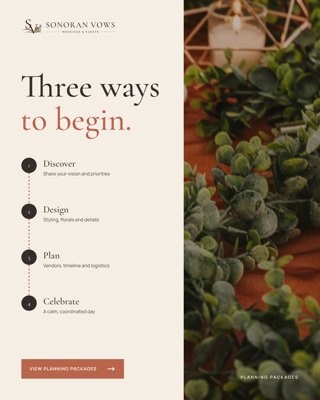 SV
SONORAN VOWS
WEDDINGS & EVENTS
Three ways
to begin.
1
Discover
Share your vision and priorities
2
Design
Styling, florals and details
3
Plan
Vendors, timeline and logistics
4
Celebrate
A calm, coordinated day
VIEW PLANNING PACKAGES →
PLANNING PACKAGES